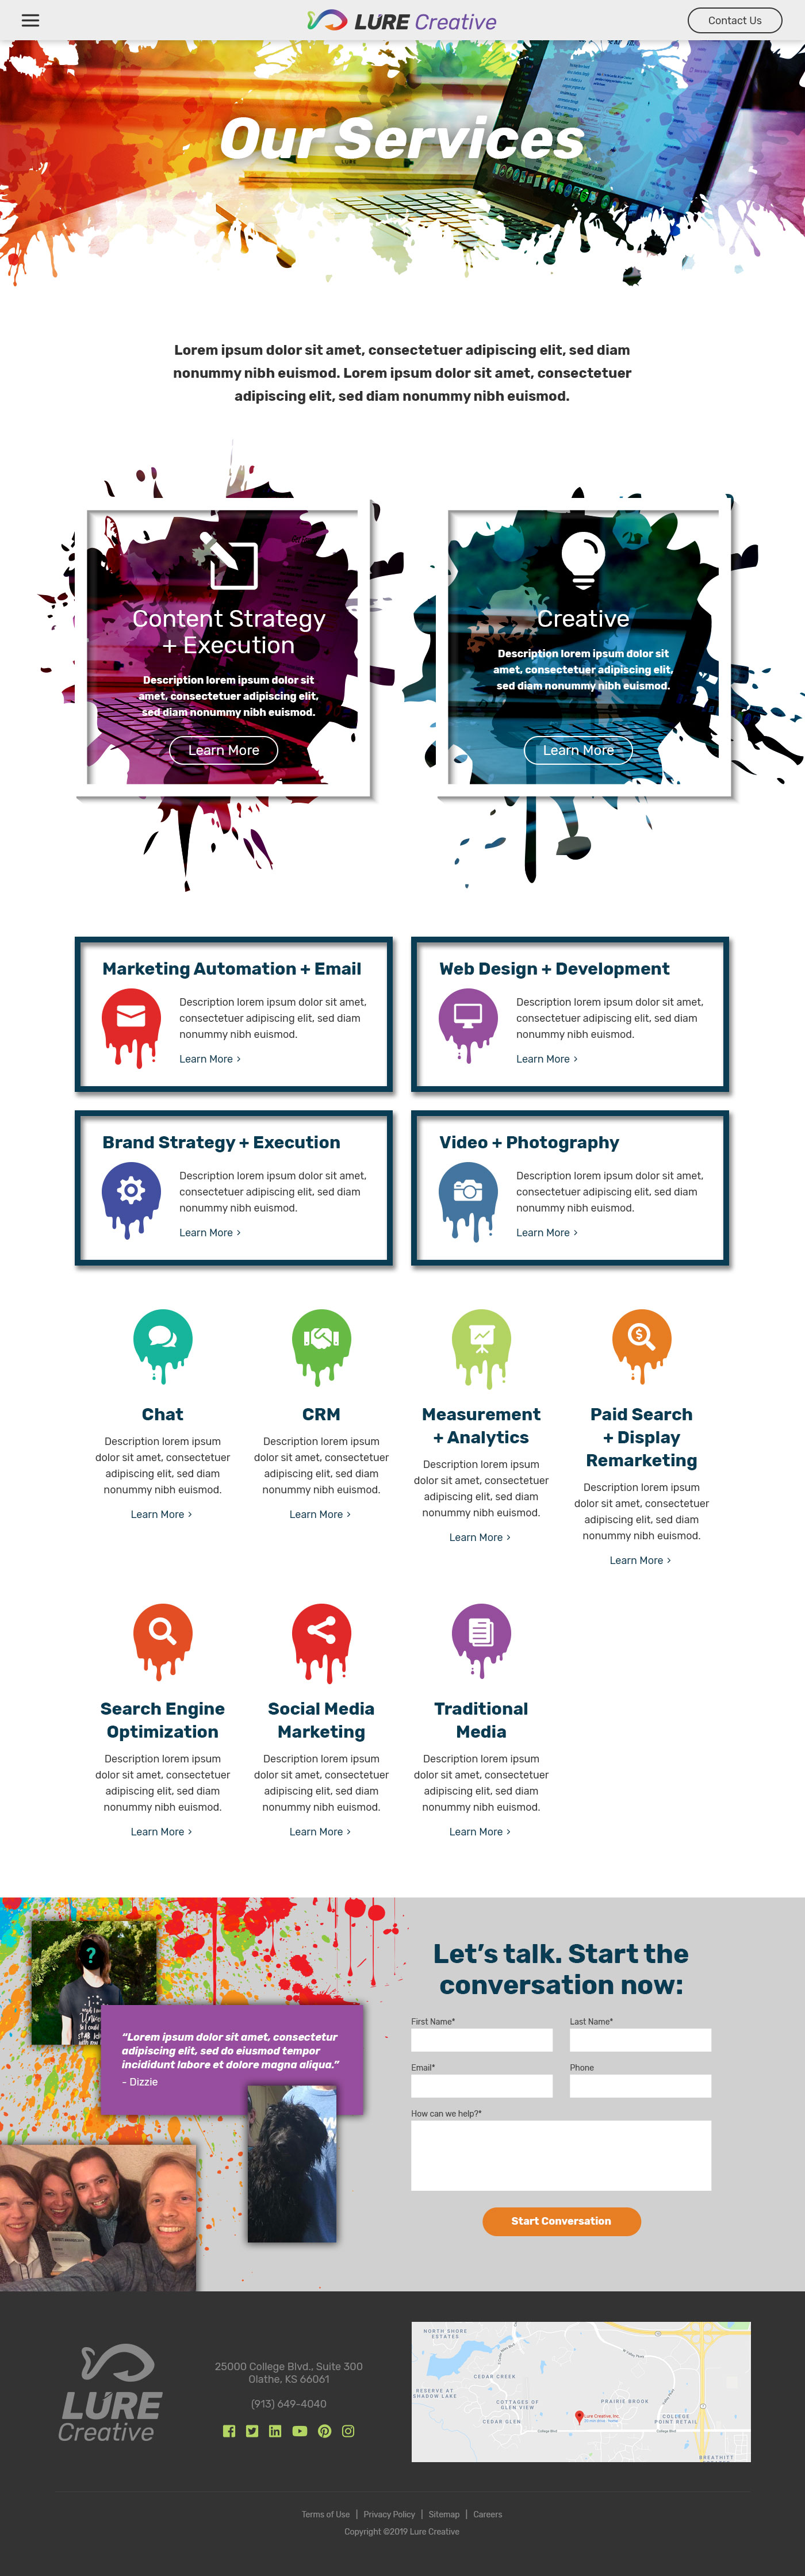 LURE Creative
Contact Us
Our Services
Lorem ipsum dolor sit amet, consectetuer adipiscing elit, sed diam
nonummy nibh euismod. Lorem ipsum dolor sit amet, consectetuer
adipiscing elit, sed diam nonummy nibh euismod.
Content Strategy
+ Execution
Description lorem ipsum dolor sit
amet, consectetuer adipiscing elit,
sed diam nonummy nibh euismod.
Learn More
Creative
Description lorem ipsum dolor sit
amet, consectetuer adipiscing elit,
sed diam nonummy nibh euismod.
Learn More
Marketing Automation + Email
Description lorem ipsum dolor sit amet,
consectetuer adipiscing elit, sed diam
nonummy nibh euismod.
Learn More ›
Web Design + Development
Description lorem ipsum dolor sit amet,
consectetuer adipiscing elit, sed diam
nonummy nibh euismod.
Learn More ›
Brand Strategy + Execution
Description lorem ipsum dolor sit amet,
consectetuer adipiscing elit, sed diam
nonummy nibh euismod.
Learn More ›
Video + Photography
Description lorem ipsum dolor sit amet,
consectetuer adipiscing elit, sed diam
nonummy nibh euismod.
Learn More ›
Chat
Description lorem ipsum
dolor sit amet, consectetuer
adipiscing elit, sed diam
nonummy nibh euismod.
Learn More ›
CRM
Description lorem ipsum
dolor sit amet, consectetuer
adipiscing elit, sed diam
nonummy nibh euismod.
Learn More ›
Measurement
+ Analytics
Description lorem ipsum
dolor sit amet, consectetuer
adipiscing elit, sed diam
nonummy nibh euismod.
Learn More ›
Paid Search
+ Display
Remarketing
Description lorem ipsum
dolor sit amet, consectetuer
adipiscing elit, sed diam
nonummy nibh euismod.
Learn More ›
Search Engine
Optimization
Description lorem ipsum
dolor sit amet, consectetuer
adipiscing elit, sed diam
nonummy nibh euismod.
Learn More ›
Social Media
Marketing
Description lorem ipsum
dolor sit amet, consectetuer
adipiscing elit, sed diam
nonummy nibh euismod.
Learn More ›
Traditional
Media
Description lorem ipsum
dolor sit amet, consectetuer
adipiscing elit, sed diam
nonummy nibh euismod.
Learn More ›
?
“Lorem ipsum dolor sit amet, consectetur
adipiscing elit, sed do eiusmod tempor
incididunt labore et dolore magna aliqua.”
- Dizzie
Let’s talk. Start the
conversation now:
First Name*
Last Name*
Email*
Phone
How can we help?*
Start Conversation
LURE
Creative
25000 College Blvd., Suite 300
Olathe, KS 66061
(913) 649-4040
NORTH SHORE
ESTATES
CEDAR CREEK
RESERVE AT
SHADOW LAKE
COTTAGES OF
GLEN VIEW
PRAIRIE BROOK
CEDAR GLEN
Lure Creative, Inc.
COLLEGE
POINT RETAIL
College Blvd
College Blvd
Terms of Use | Privacy Policy | Sitemap | Careers
Copyright ©2019 Lure Creative